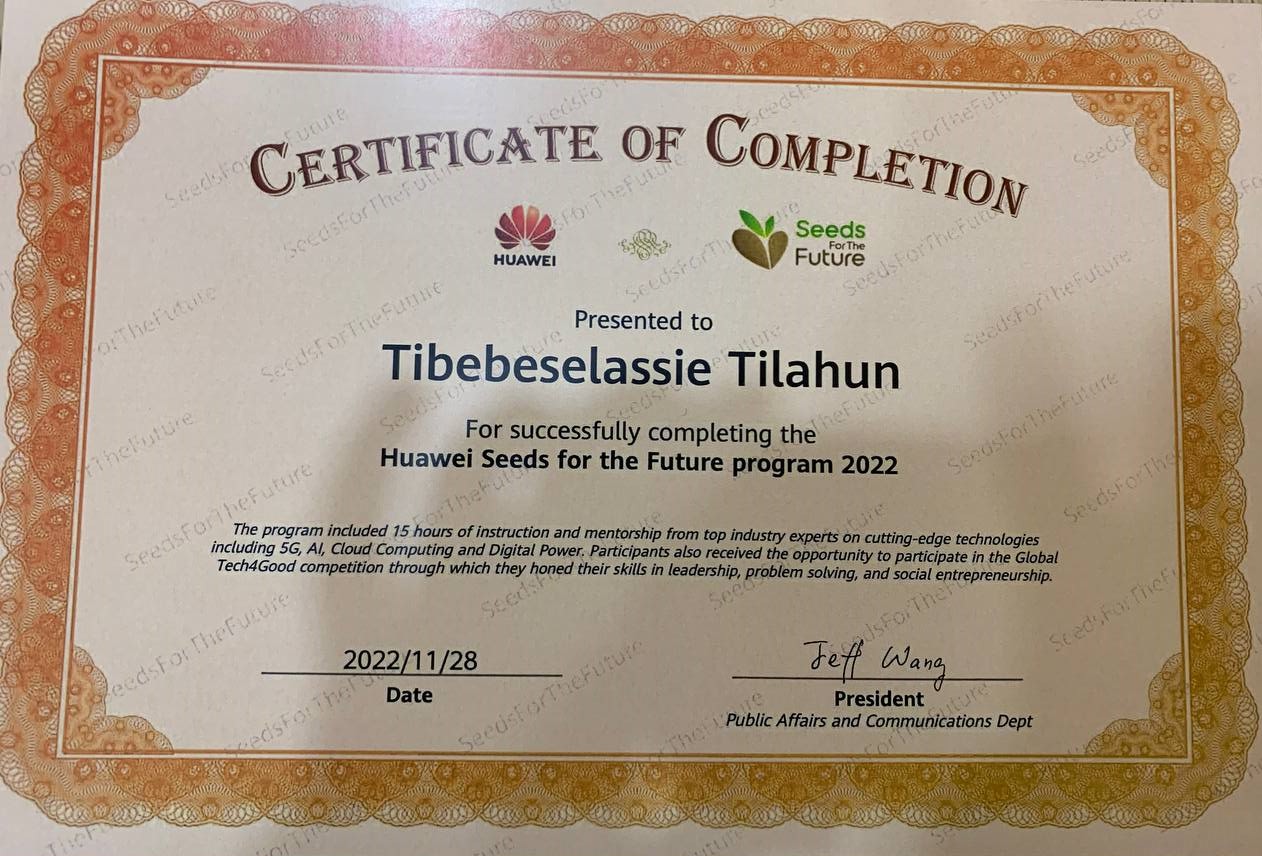 CERTIFICATE OF COMPLETION
HUAWEI
Seeds
For The
Future
Presented to
Tibebeselassie Tilahun
For successfully completing the
Huawei Seeds for the Future program 2022
The program included 15 hours of instruction and mentorship from top industry experts on cutting-edge technologies
including 5G, AI, Cloud Computing and Digital Power. Participants also received the opportunity to participate in the Global
Tech4Good competition through which they honed their skills in leadership, problem solving, and social entrepreneurship.
2022/11/28
Date
Jeff Wang
President
Public Affairs and Communications Dept
SeedsForTheFuture